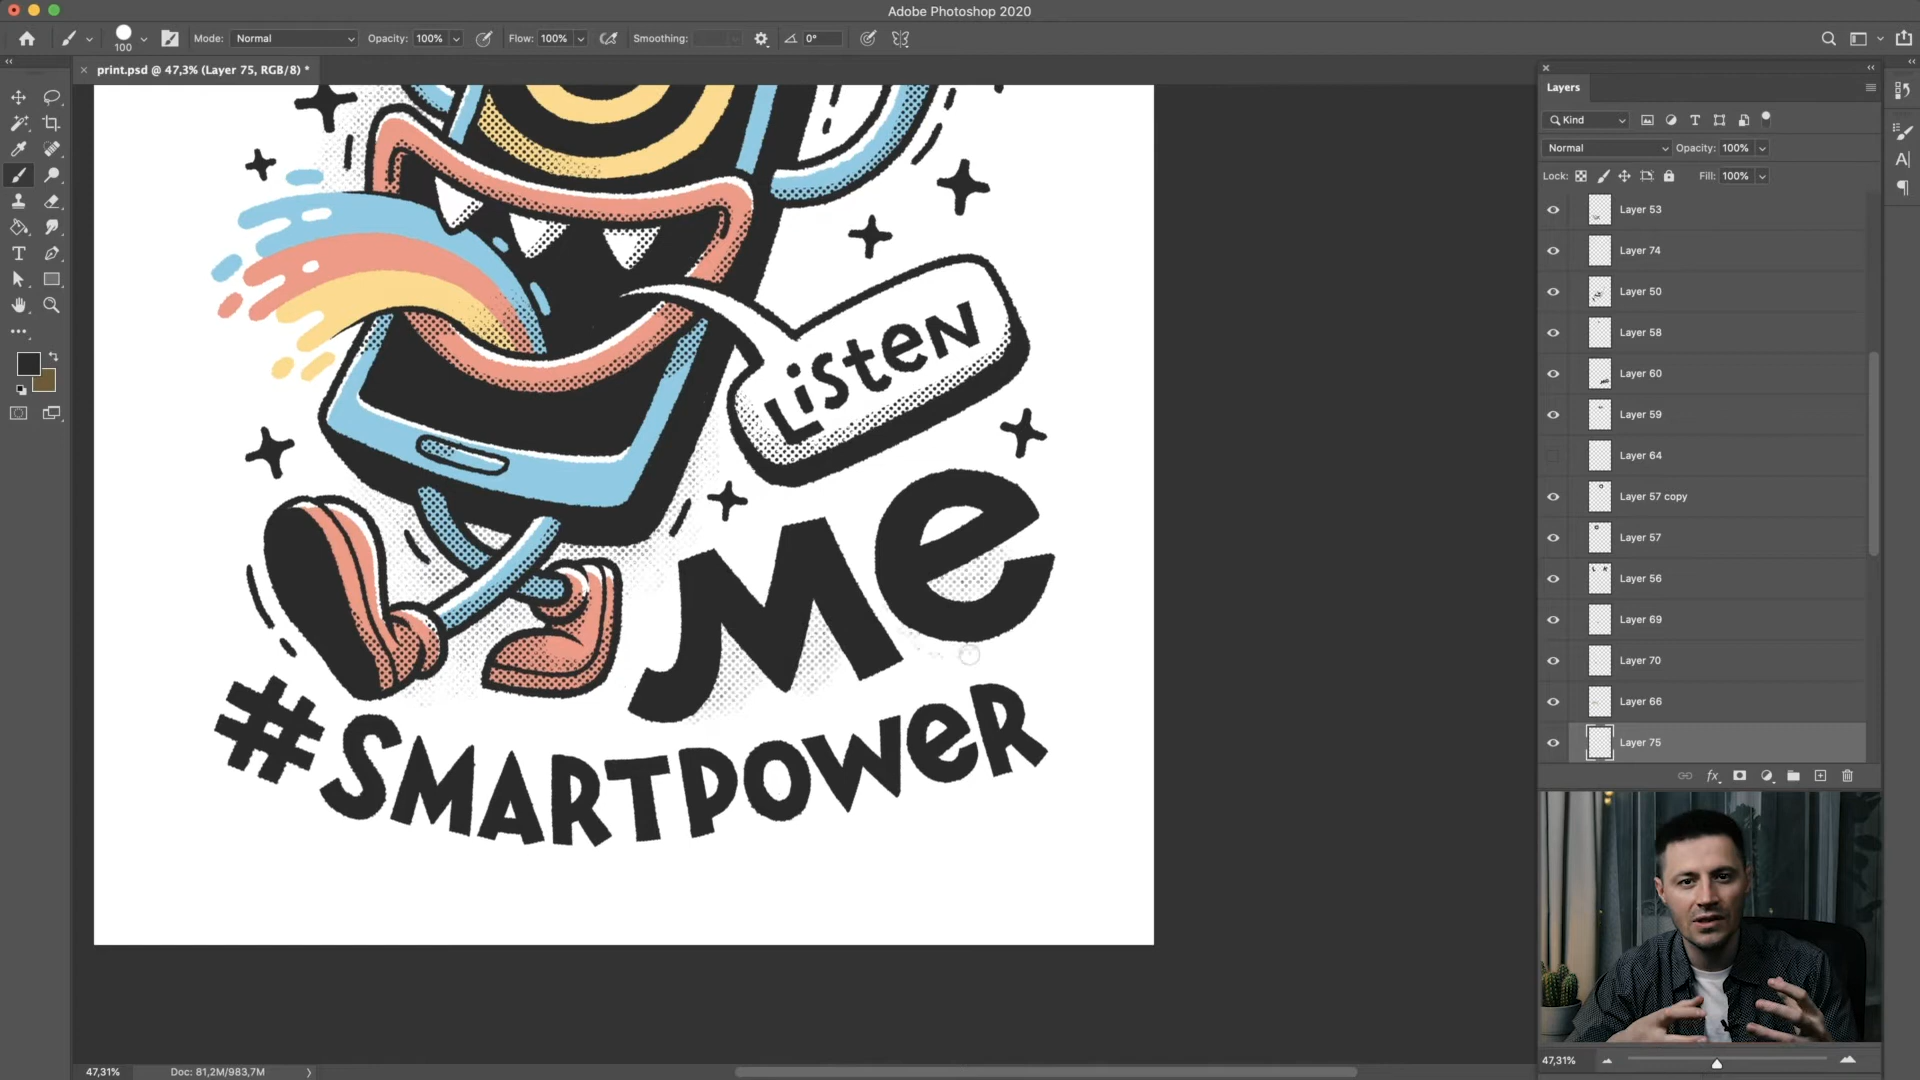 Adobe Photoshop 2020
100
Mode: Normal
Opacity: 100%
Flow: 100%
Smoothing:
0°
print.psd @ 47,3% (Layer 75, RGB/8) *
Layers
Kind
Normal
Opacity: 100%
Lock:
Fill: 100%
Layer 53
Layer 74
Layer 50
Layer 58
Layer 60
Layer 59
Layer 64
Layer 57 copy
Layer 57
Layer 56
Layer 69
Layer 70
Layer 66
Layer 75
fx
LiSteN
Me
#SMARTPOWeR
47,31%
Doc: 81,2M/983,7M
47,31%